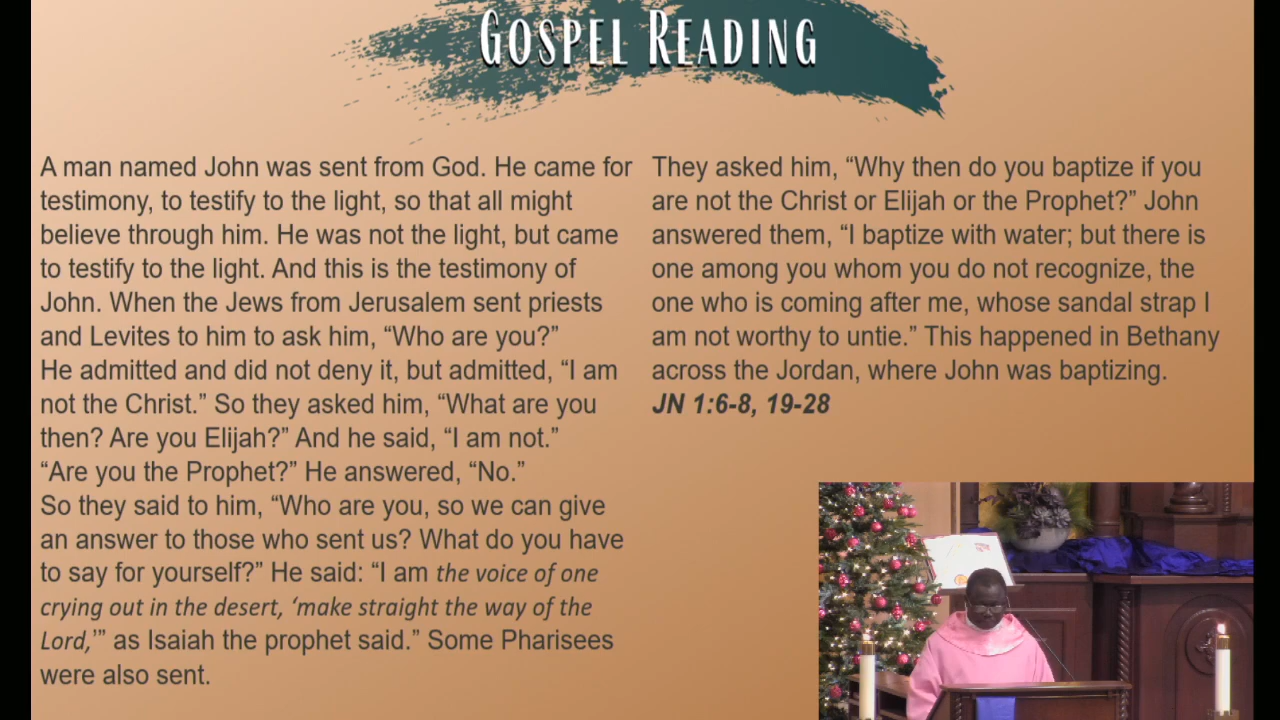 GOSPEL READING
A man named John was sent from God. He came for
testimony, to testify to the light, so that all might
believe through him. He was not the light, but came
to testify to the light. And this is the testimony of
John. When the Jews from Jerusalem sent priests
and Levites to him to ask him, “Who are you?”
He admitted and did not deny it, but admitted, “I am
not the Christ.” So they asked him, “What are you
then? Are you Elijah?” And he said, “I am not.”
“Are you the Prophet?” He answered, “No.”
So they said to him, “Who are you, so we can give
an answer to those who sent us? What do you have
to say for yourself?” He said: “I am the voice of one
crying out in the desert, ‘make straight the way of the
Lord,’” as Isaiah the prophet said.” Some Pharisees
were also sent.
They asked him, “Why then do you baptize if you
are not the Christ or Elijah or the Prophet?” John
answered them, “I baptize with water; but there is
one among you whom you do not recognize, the
one who is coming after me, whose sandal strap I
am not worthy to untie.” This happened in Bethany
across the Jordan, where John was baptizing.
JN 1:6-8, 19-28